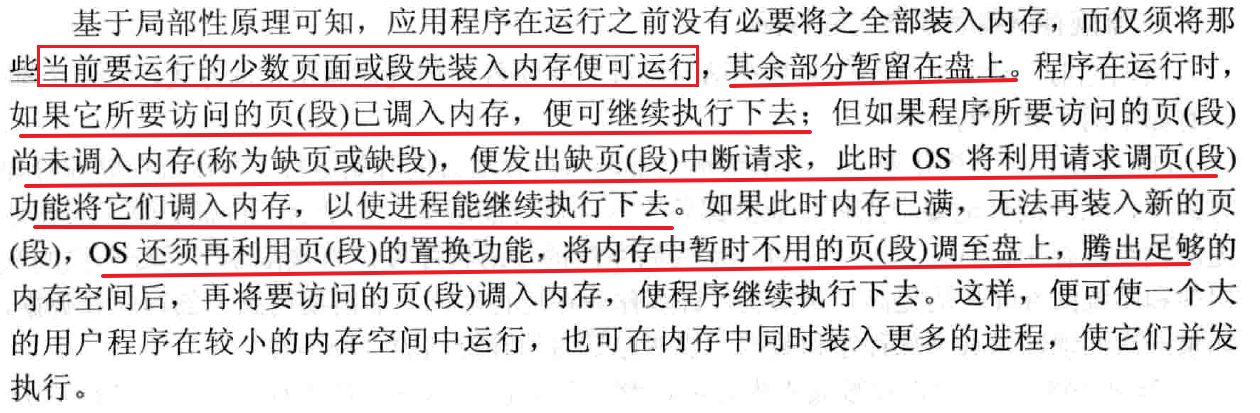 基于局部性原理可知，应用程序在运行之前没有必要将之全部装入内存，而仅须将那
些当前要运行的少数页面或段先装入内存便可运行，其余部分暂留在盘上。程序在运行时，
如果它所要访问的页(段)已调入内存，便可继续执行下去；但如果程序所要访问的页(段)
尚未调入内存(称为缺页或缺段)，便发出缺页(段)中断请求，此时 OS 将利用请求调页(段)
功能将它们调入内存，以使进程能继续执行下去。如果此时内存已满，无法再装入新的页
(段)，OS 还须再利用页(段)的置换功能，将内存中暂时不用的页(段)调至盘上，腾出足够的
内存空间后，再将要访问的页(段)调入内存，使程序继续执行下去。这样，便可使一个大
的用户程序在较小的内存空间中运行，也可在内存中同时装入更多的进程，使它们并发
执行。